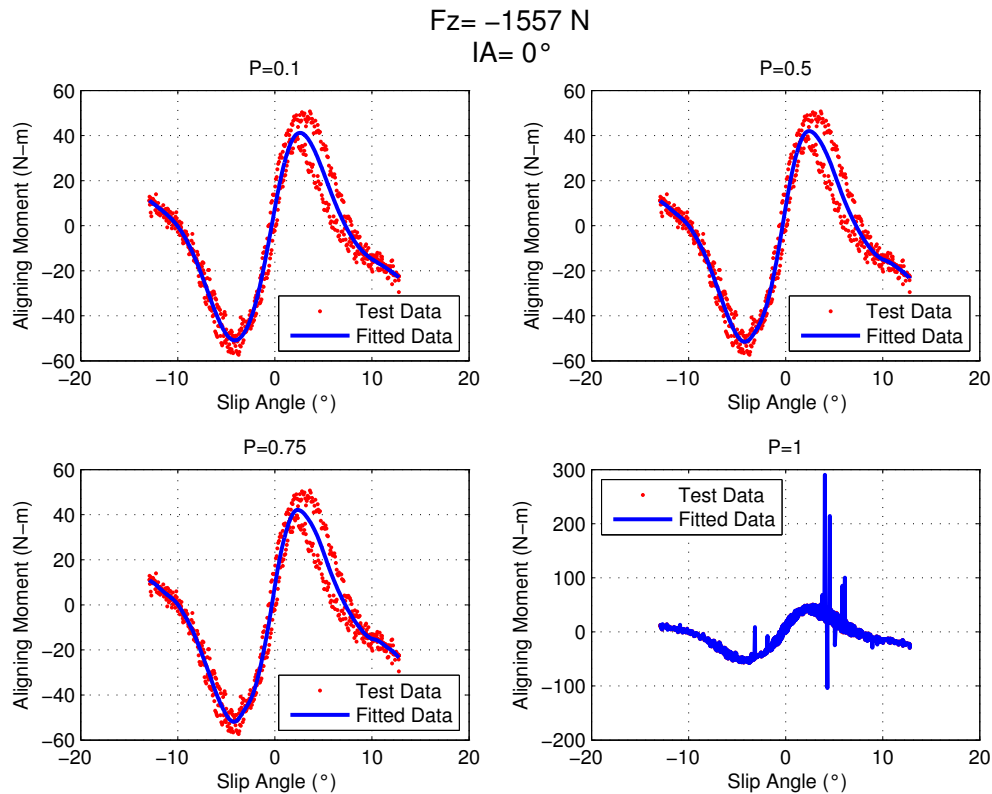 Fz= −1557 N
IA= 0°
P=0.1
Aligning Moment (N−m)
60
40
20
0
−20
−40
−60
−20
−10
0
10
20
Slip Angle (°)
Test Data
Fitted Data
P=0.5
Aligning Moment (N−m)
60
40
20
0
−20
−40
−60
−20
−10
0
10
20
Slip Angle (°)
Test Data
Fitted Data
P=0.75
Aligning Moment (N−m)
60
40
20
0
−20
−40
−60
−20
−10
0
10
20
Slip Angle (°)
Test Data
Fitted Data
P=1
Aligning Moment (N−m)
300
200
100
0
−100
−200
−20
−10
0
10
20
Slip Angle (°)
Test Data
Fitted Data